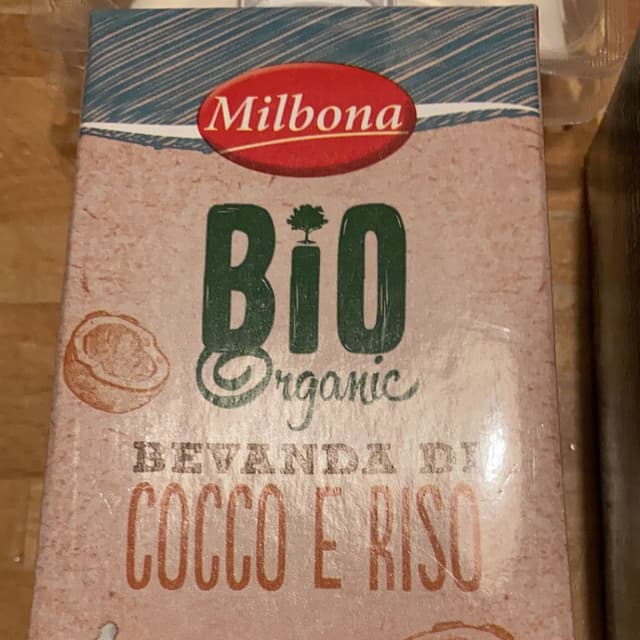 Milbona
BiO
Organic
BEVANDA DI
COCCO E RISO